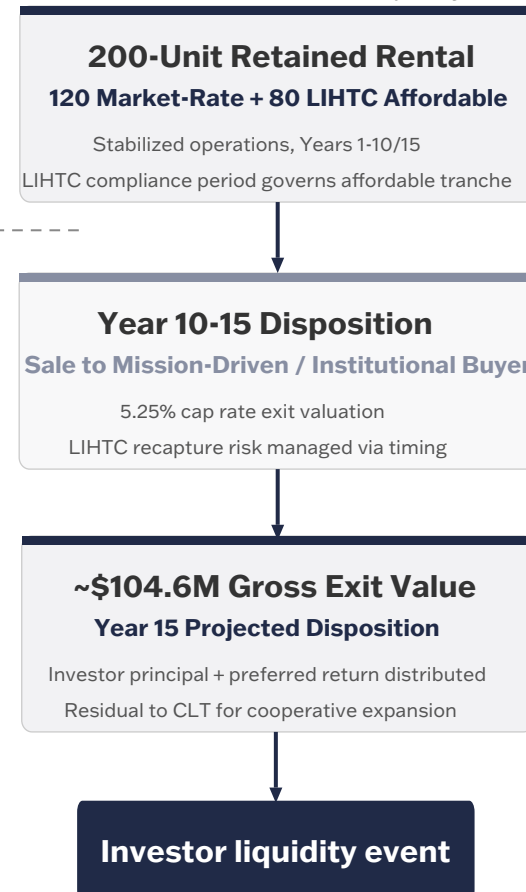 200-Unit Retained Rental
120 Market-Rate + 80 LIHTC Affordable
Stabilized operations, Years 1-10/15
LIHTC compliance period governs affordable tranche
Year 10-15 Disposition
Sale to Mission-Driven / Institutional Buyer
5.25% cap rate exit valuation
LIHTC recapture risk managed via timing
~$104.6M Gross Exit Value
Year 15 Projected Disposition
Investor principal + preferred return distributed
Residual to CLT for cooperative expansion
Investor liquidity event